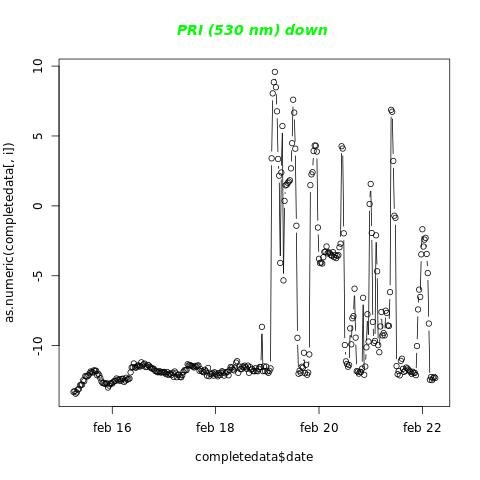 PRI (530 nm) down
10
5
0
-5
-10
as.numeric(completedata[, i])
feb 16
feb 18
feb 20
feb 22
completedata$date